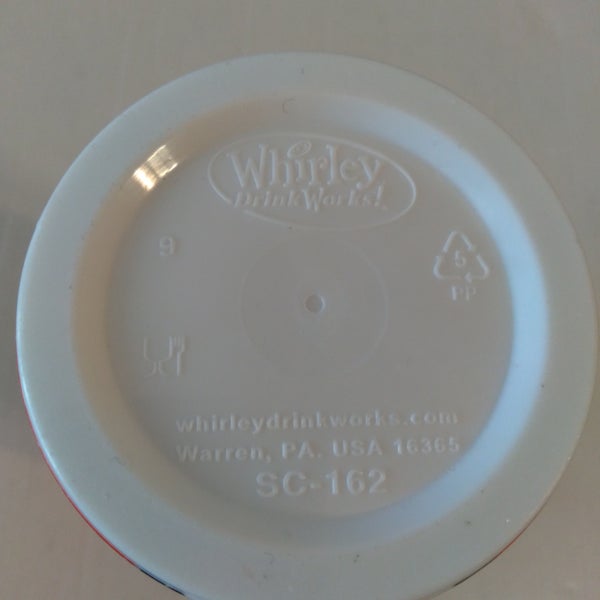 Whirley
DrinkWorks!
9
5
PP
whirleydrinkworks.com
Warren, PA. USA 16365
SC-162